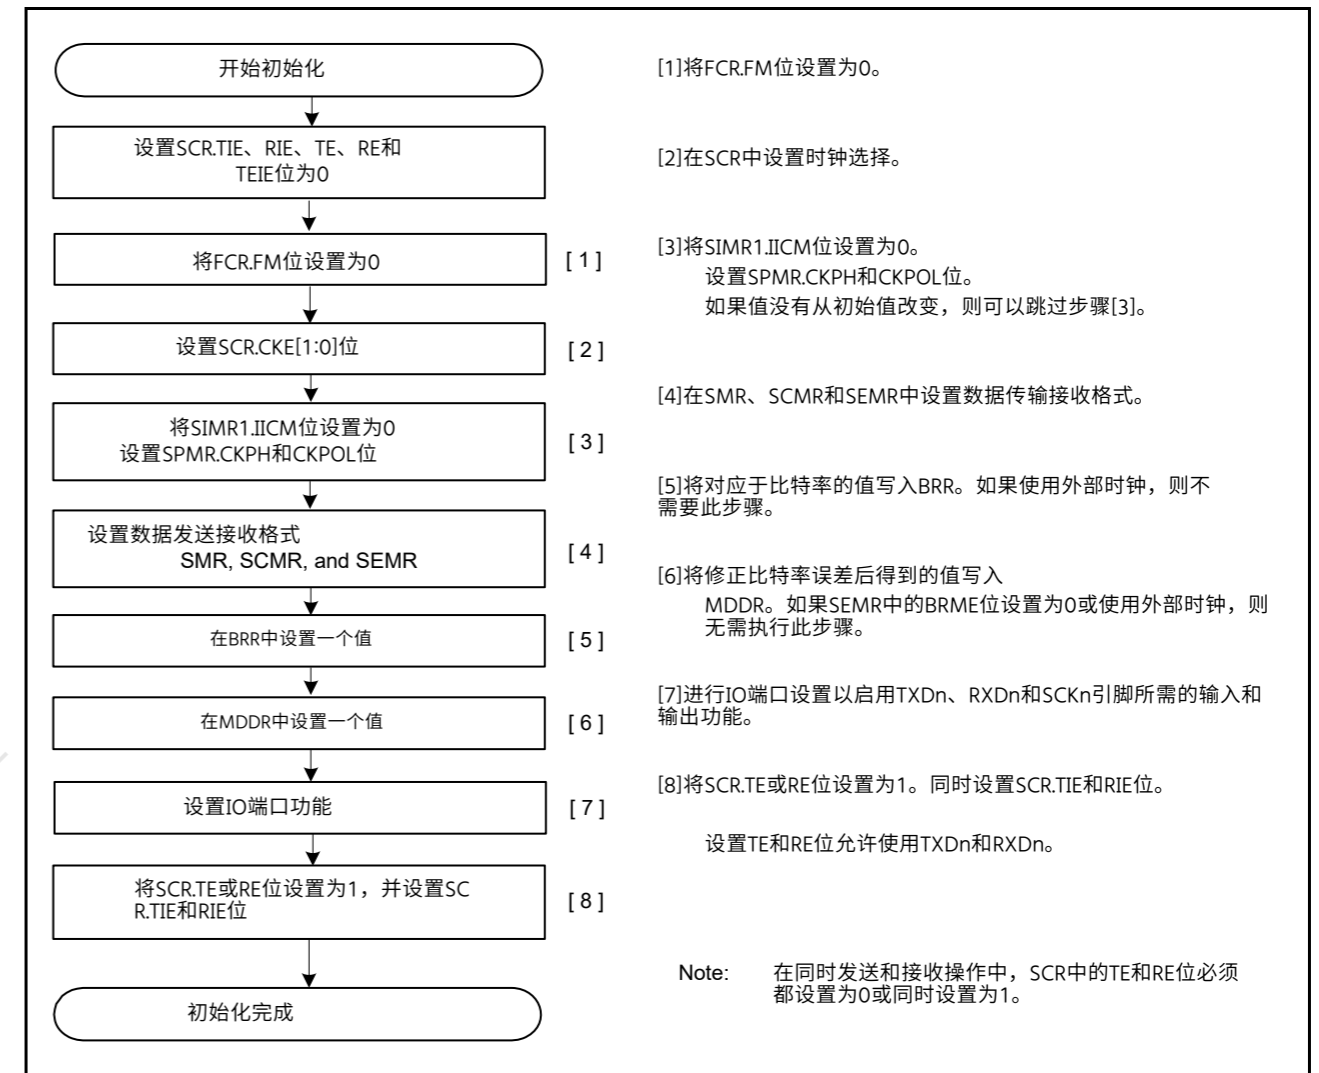 开始初始化
设置SCR.TIE、RIE、TE、RE和
TEIE位为0
将FCR.FM位设置为0
[ 1 ]
设置SCR.CKE[1:0]位
[ 2 ]
将SIMR1.IICM位设置为0
设置SPMR.CKPH和CKPOL位
[ 3 ]
设置数据发送接收格式
SMR, SCMR, and SEMR
[ 4 ]
在BRR中设置一个值
[ 5 ]
在MDDR中设置一个值
[ 6 ]
设置IO端口功能
[ 7 ]
将SCR.TE或RE位设置为1，并设置SC
R.TIE和RIE位
[ 8 ]
初始化完成
[1]将FCR.FM位设置为0。
[2]在SCR中设置时钟选择。
[3]将SIMR1.IICM位设置为0。
设置SPMR.CKPH和CKPOL位。
如果值没有从初始值改变，则可以跳过步骤[3]。
[4]在SMR、SCMR和SEMR中设置数据传输接收格式。
[5]将对应于比特率的值写入BRR。如果使用外部时钟，则不
需要此步骤。
[6]将修正比特率误差后得到的值写入
MDDR。如果SEMR中的BRME位设置为0或使用外部时钟，则
无需执行此步骤。
[7]进行IO端口设置以启用TXDn、RXDn和SCKn引脚所需的输入和
输出功能。
[8]将SCR.TE或RE位设置为1。同时设置SCR.TIE和RIE位。
设置TE和RE位允许使用TXDn和RXDn。
Note: 在同时发送和接收操作中，SCR中的TE和RE位必须
都设置为0或同时设置为1。